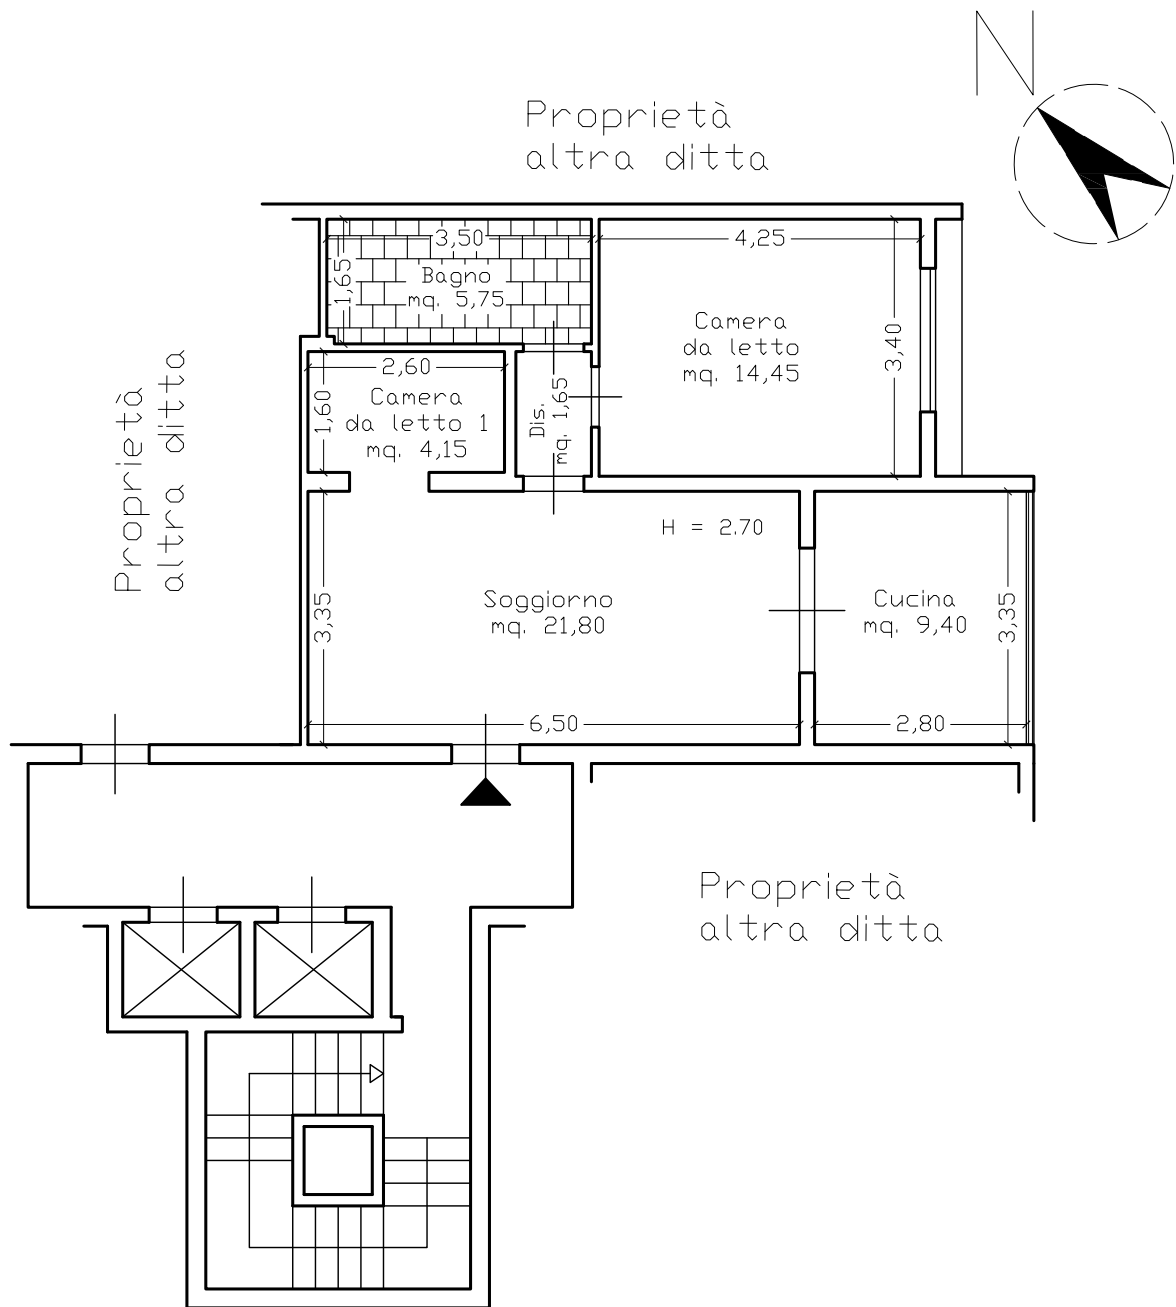 N
Proprietà
altra ditta
3,50
4,25
1,65
Bagno
mq. 5,75
Camera
da letto
mq. 14,45
3,40
2,60
1,60
Camera
da letto 1
mq. 4,15
Dis.
mq. 1,65
Proprietà
altra ditta
H = 2.70
3,35
Soggiorno
mq. 21,80
Cucina
mq. 9,40
3,35
6,50
2,80
Proprietà
altra ditta